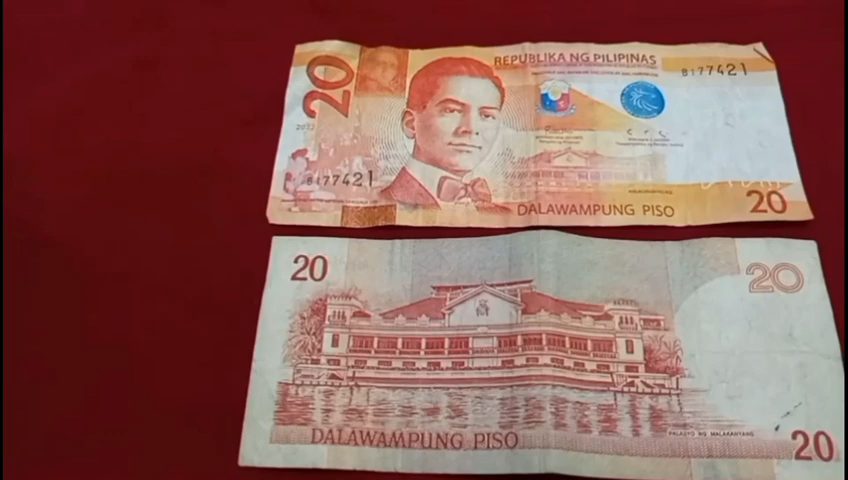 20
REPUBLIKA NG PILIPINAS
B177421
B177421
DALAWAMPUNG PISO
20
20
20
PALASYO NG MALAKANYANG
DALAWAMPUNG PISO
20